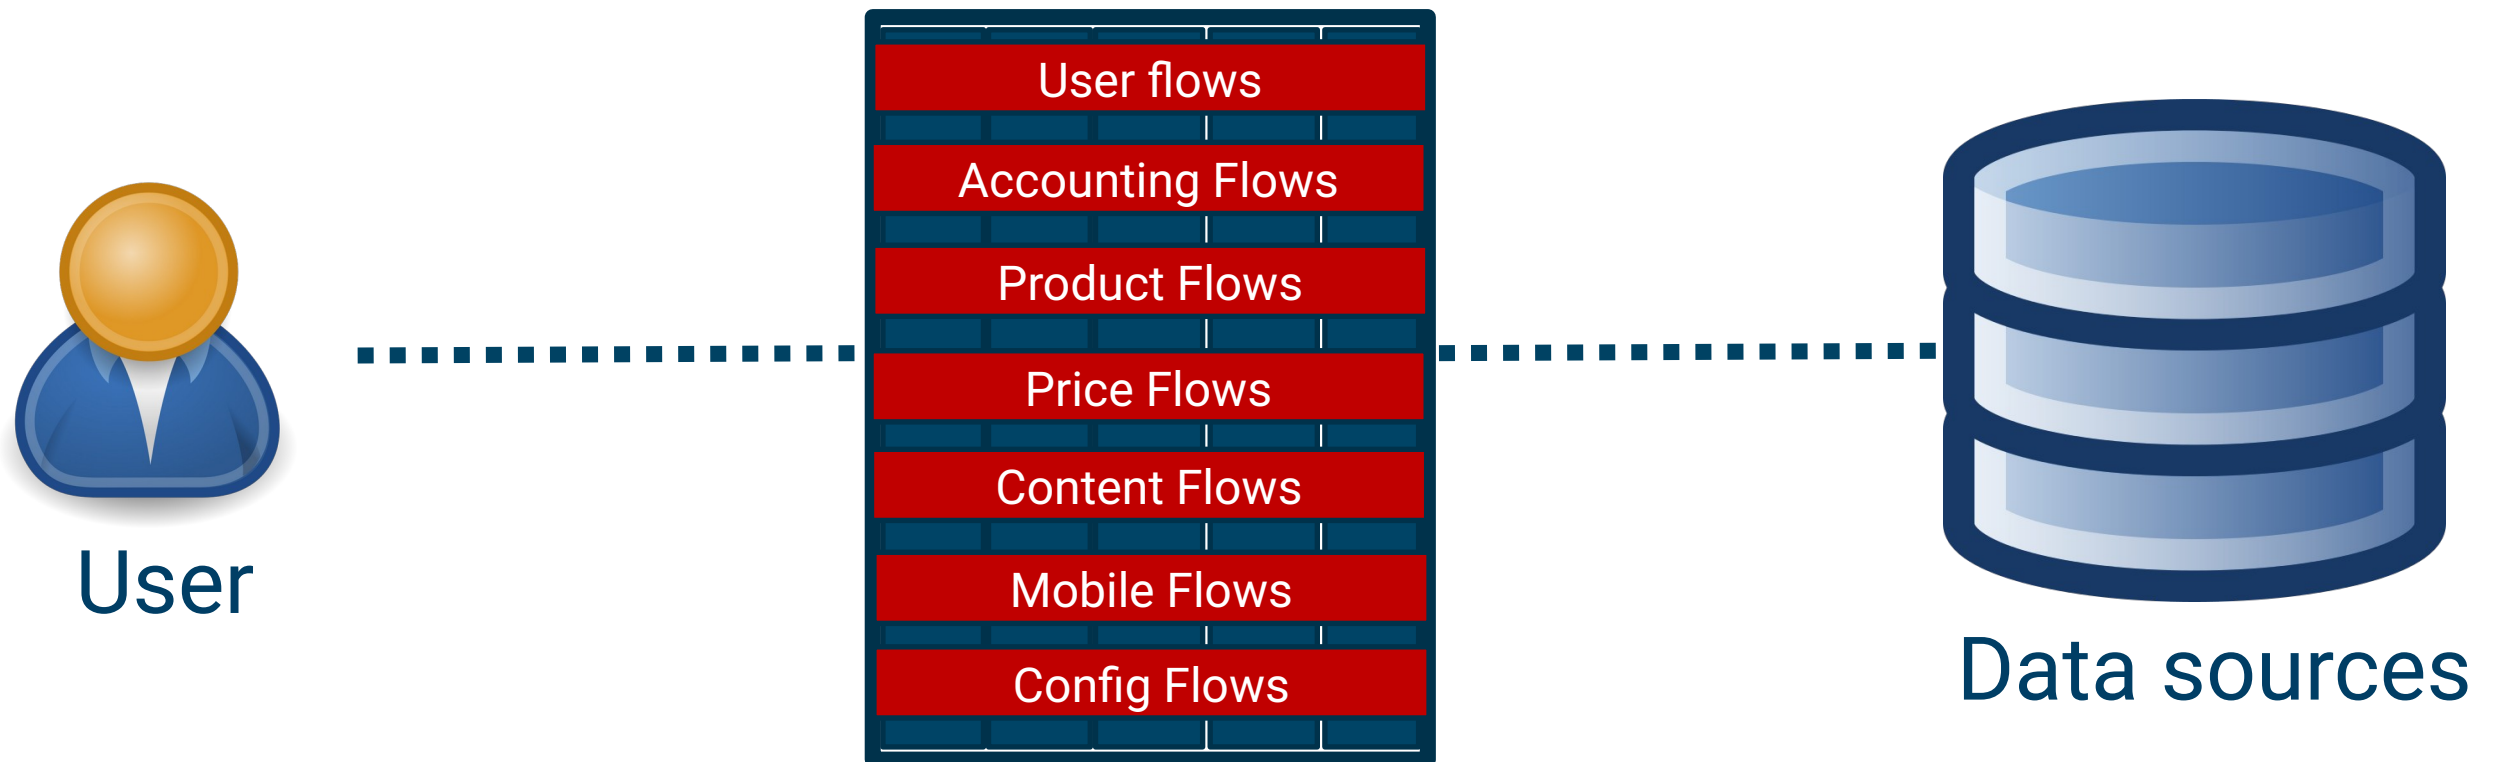 User flows
Accounting Flows
Product Flows
Price Flows
Content Flows
Mobile Flows
Config Flows
User
Data sources